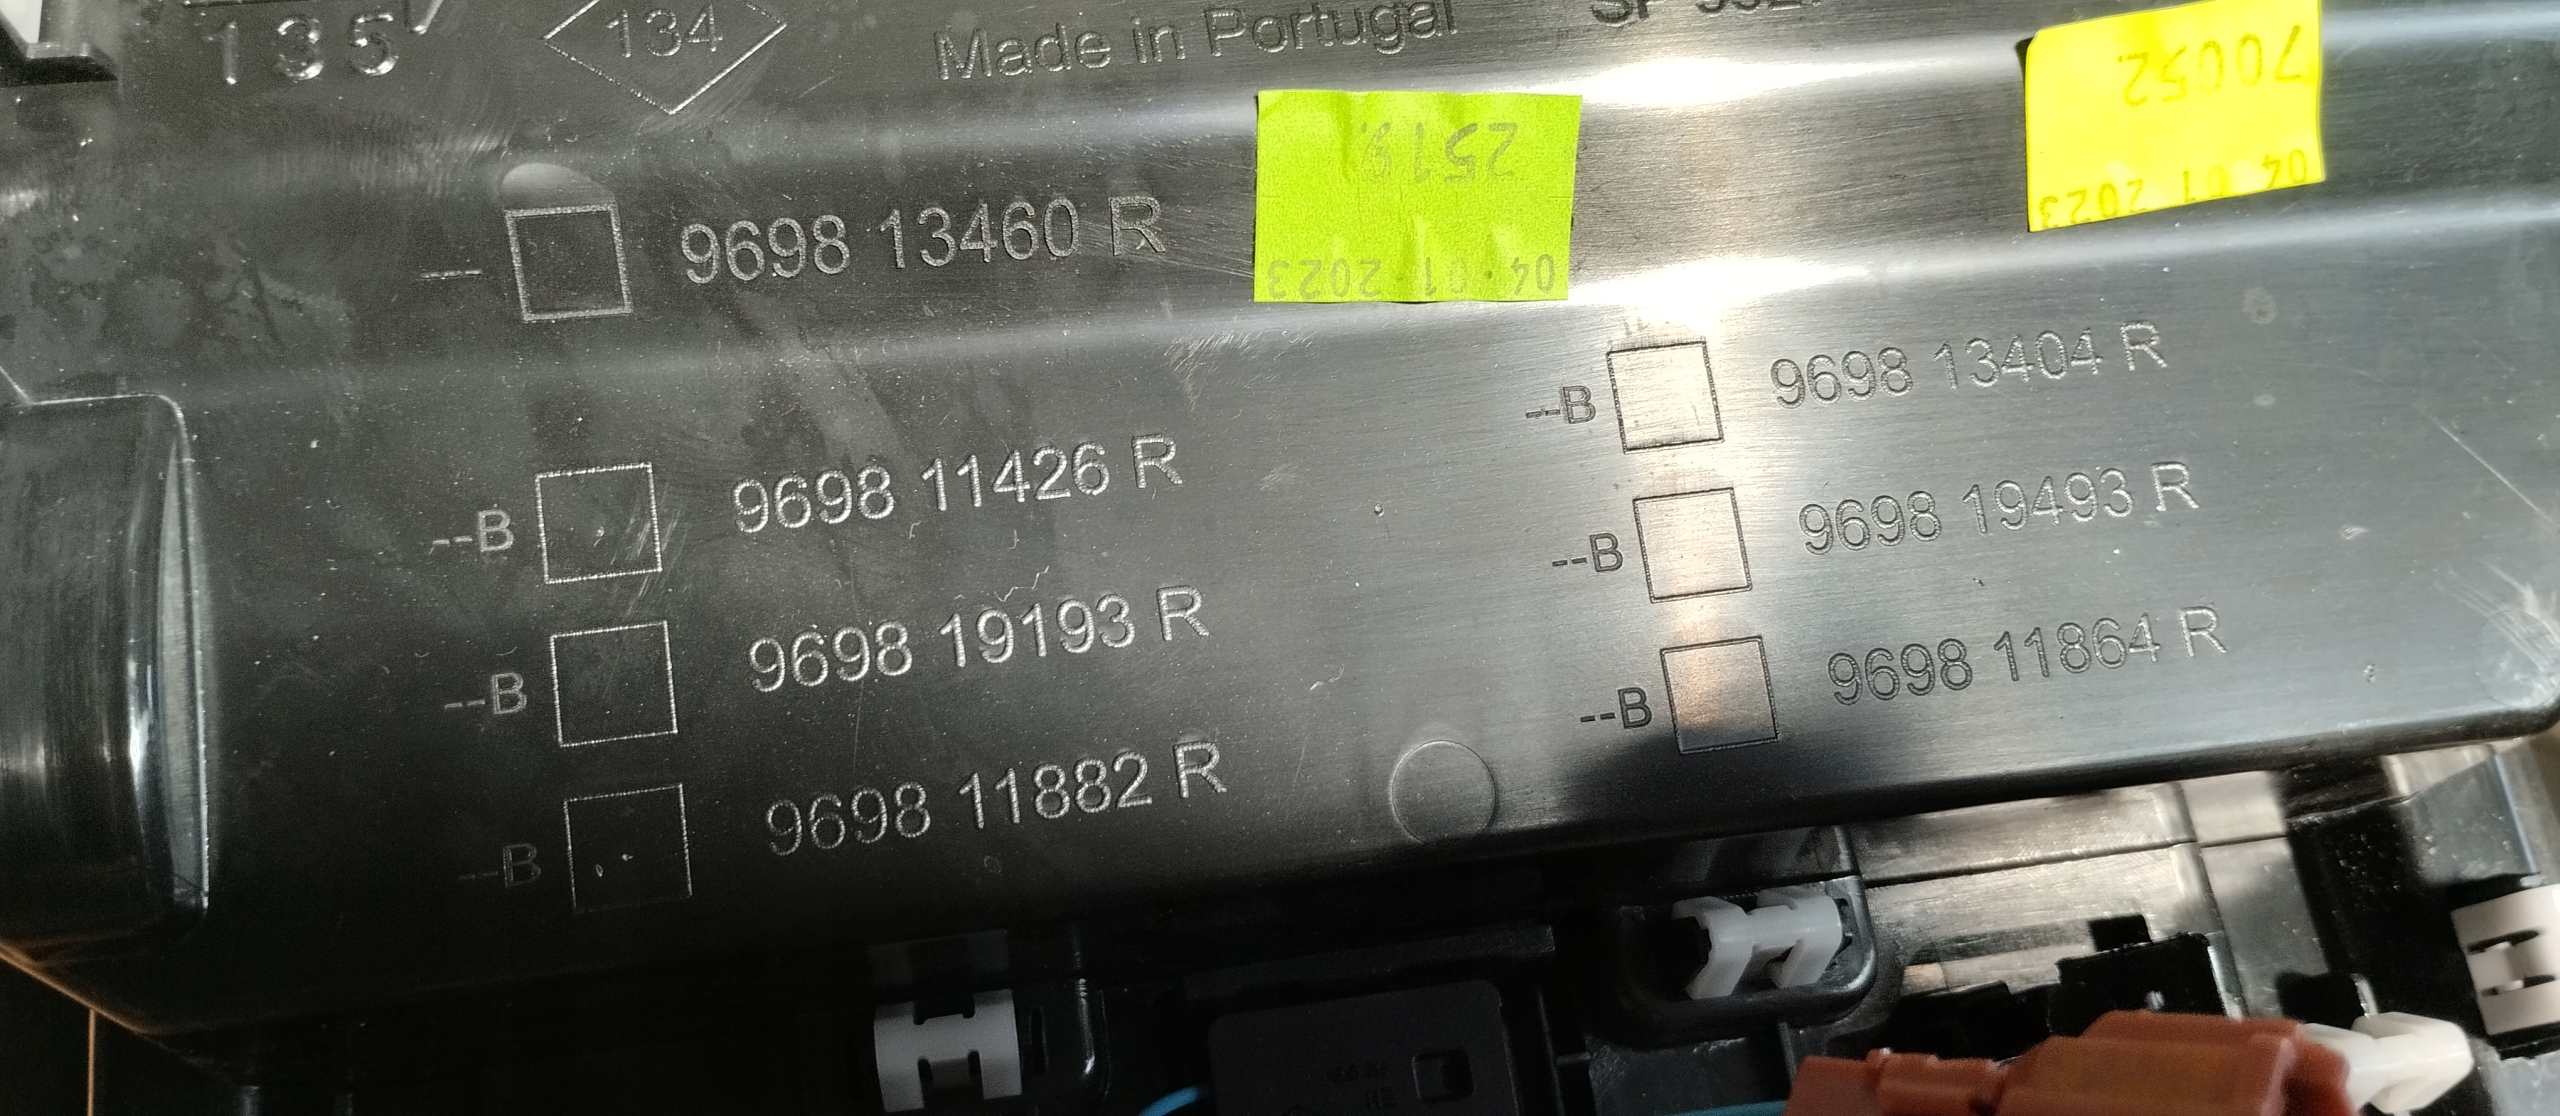 135
134
Made in Portugal
70052
04 01 2023
2519
04.01 2023
-- 9698 13460 R
--B 9698 13404 R
--B 9698 11426 R
--B 9698 19493 R
--B 9698 19193 R
--B 9698 11864 R
--B 9698 11882 R